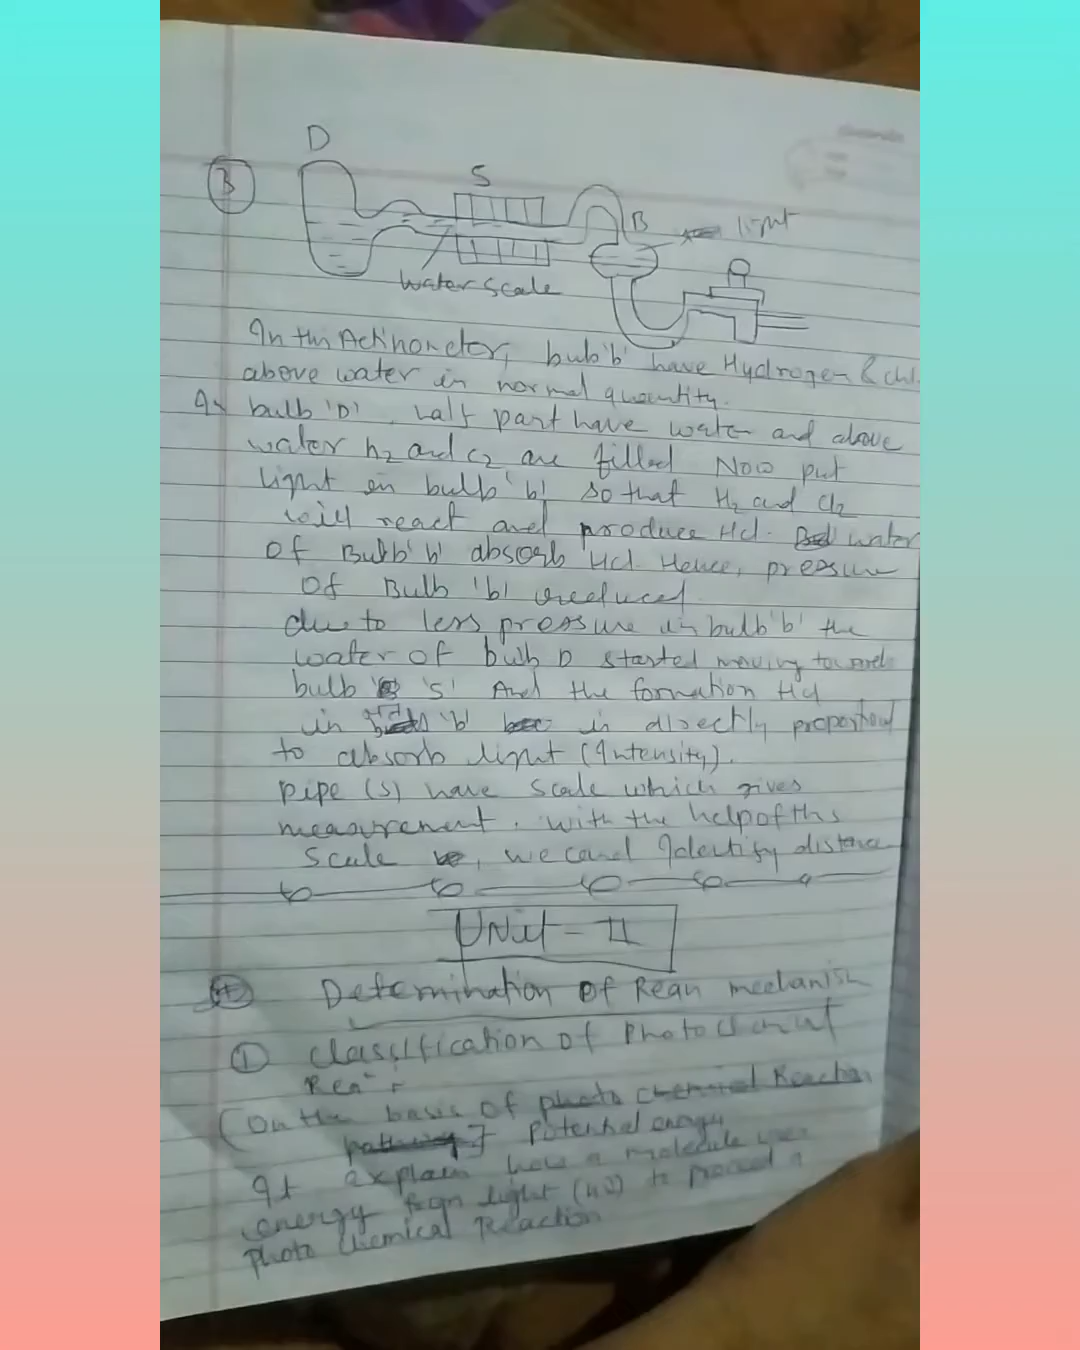 D
3
S
B
light
Water scale
In this Actinometer, bulb 'b' have Hydrogen & chl.
above water in normal quantity.
In bulb 'D', half part have water and above
water h2 and c2 are filled Now put
light in bulb 'b' so that H2 and Cl2
will react and produce Hcl. water
of Bulb 'b' absorb Hcl. Hence, pressure
of Bulb 'b' reduced.
due to less pressure in bulb 'b' the
water of bulb D started moving towards
bulb 'S' And the formation Hcl
in 'b' is directly proportional
to absorb light (Intensity).
pipe (s) have scale which gives
measurement. with the help of this
scale, we can Identify distance
UNit - II
Determination of Rean mechanism
1 Classification of Photo
Rean
(on the basis of photo chemical Reaction
pathway] Potential energy
It explain how a molecule uses
energy from light (hν) to proceed a
Photo chemical Reaction